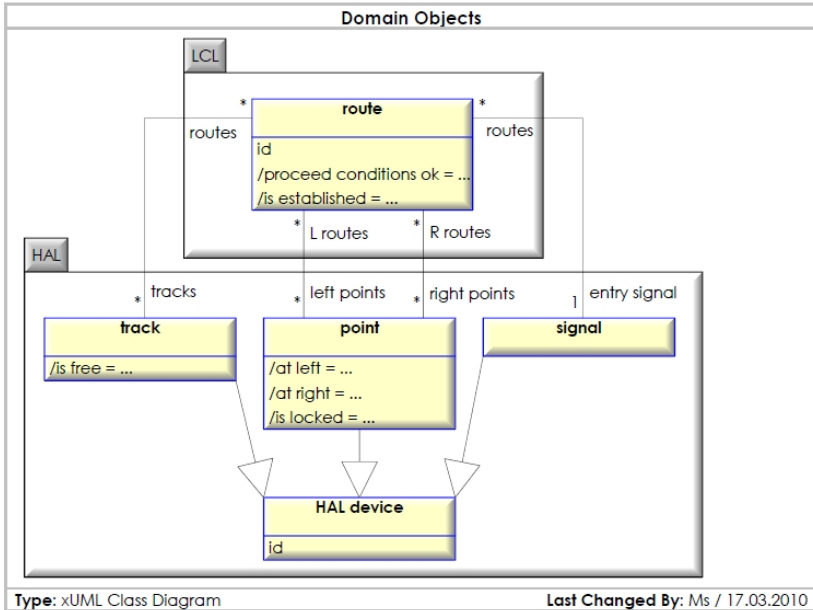 Domain Objects
LCL
* route *
routes routes
id
/proceed conditions ok = ...
/is established = ...
* L routes * R routes
HAL
* tracks * left points * right points 1 entry signal
track point signal
/is free = ... /at left = ...
/at right = ...
/is locked = ...
HAL device
id
Type: xUML Class Diagram Last Changed By: Ms / 17.03.2010